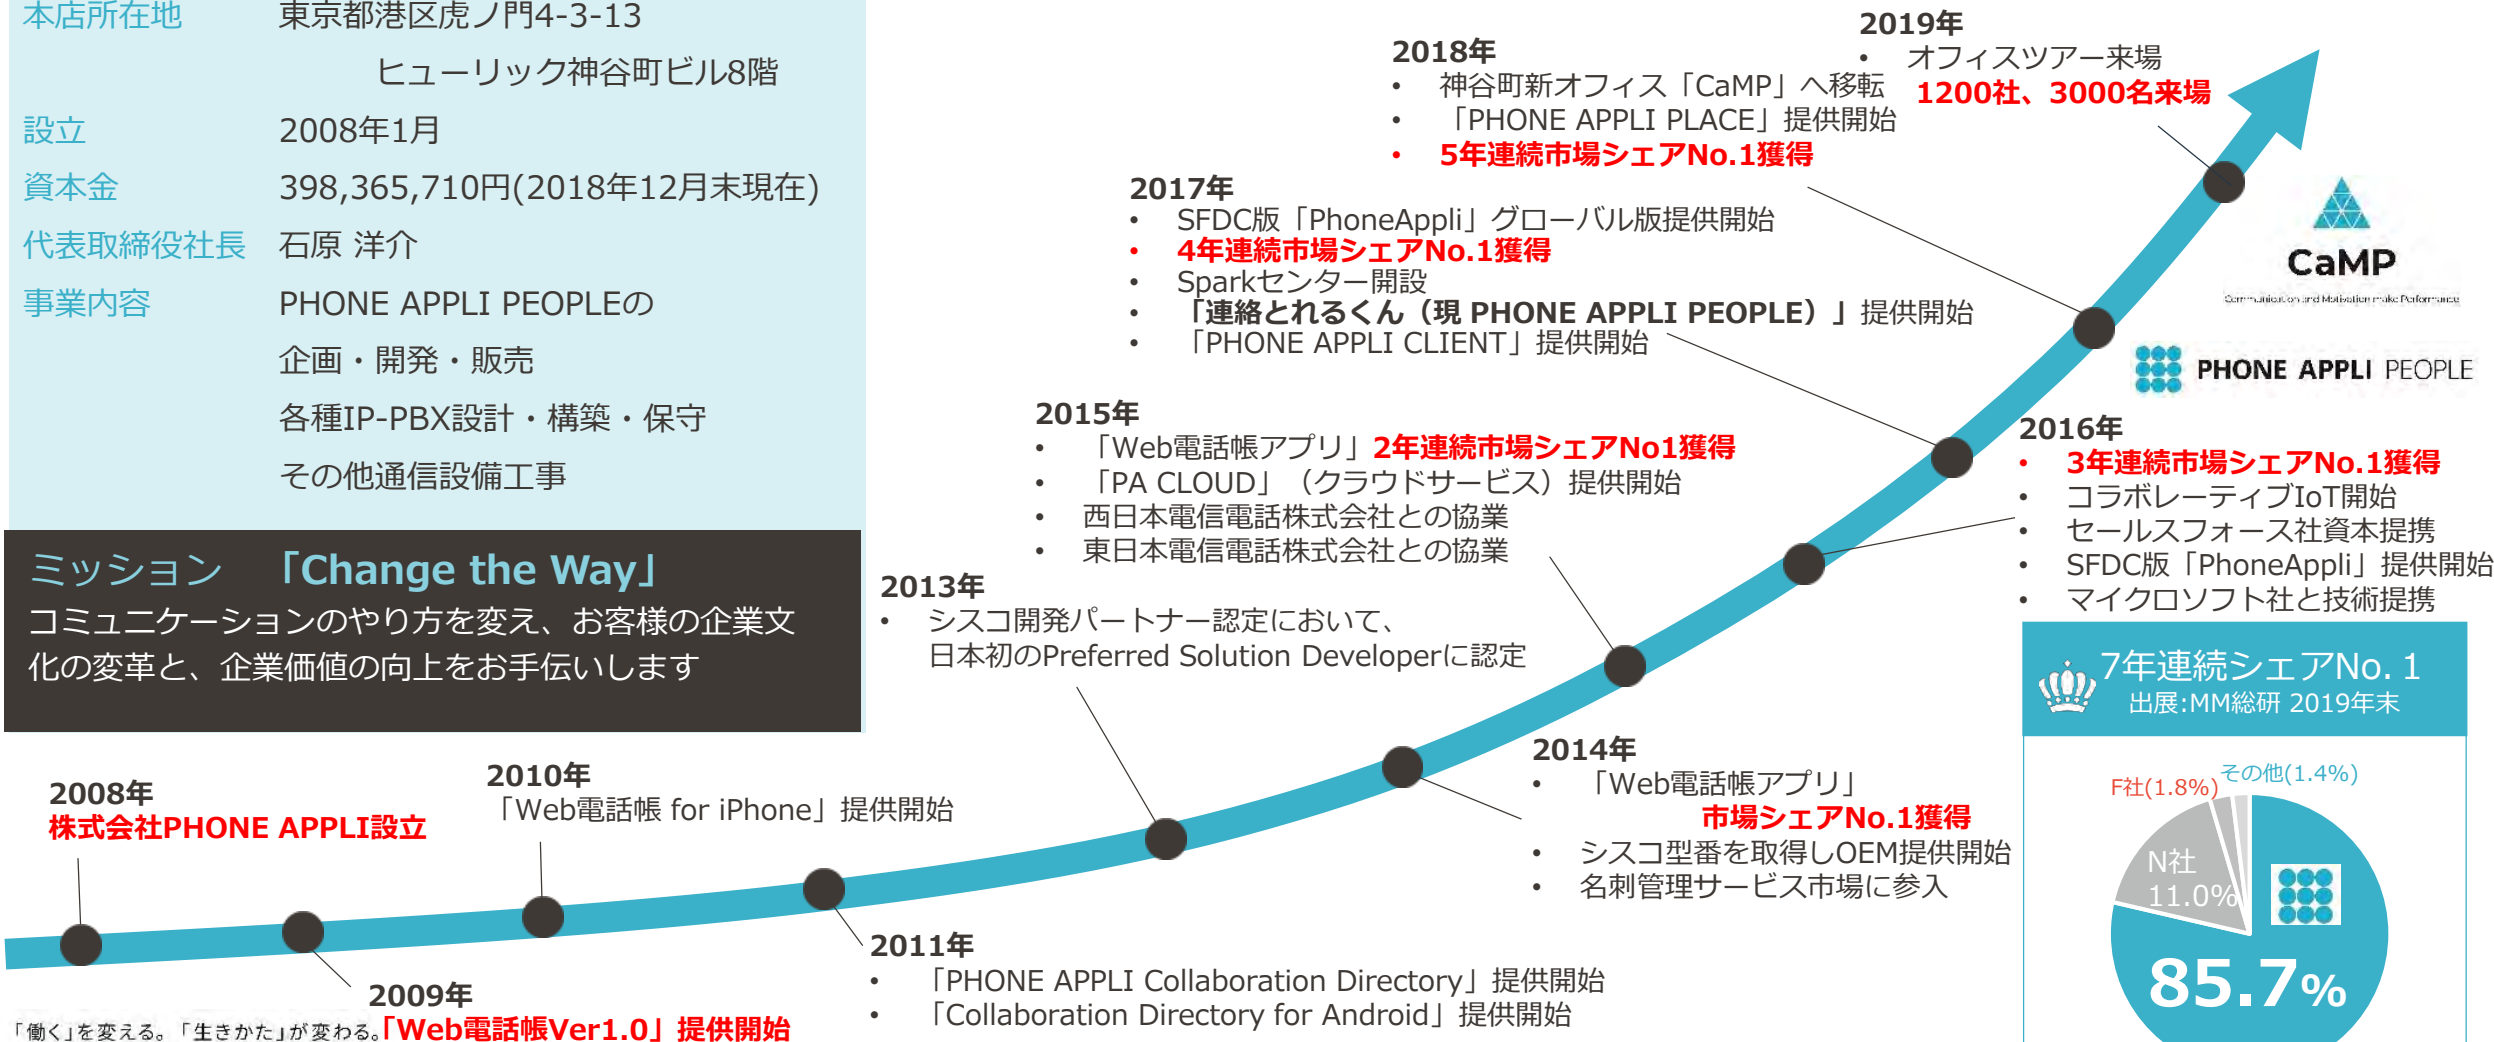 本店所在地 東京都港区虎ノ門4-3-13
ヒューリック神谷町ビル8階
設立 2008年1月
資本金 398,365,710円(2018年12月末現在)
代表取締役社長 石原 洋介
事業内容 PHONE APPLI PEOPLEの
企画・開発・販売
各種IP-PBX設計・構築・保守
その他通信設備工事
ミッション 「Change the Way」
コミュニケーションのやり方を変え、お客様の企業文
化の変革と、企業価値の向上をお手伝いします
2008年
株式会社PHONE APPLI設立
2009年
「Web電話帳Ver1.0」提供開始
「働く」を変える。「生きかた」が変わる。
2010年
「Web電話帳 for iPhone」提供開始
2011年
• 「PHONE APPLI Collaboration Directory」提供開始
• 「Collaboration Directory for Android」提供開始
2013年
• シスコ開発パートナー認定において、
日本初のPreferred Solution Developerに認定
2014年
• 「Web電話帳アプリ」
市場シェアNo.1獲得
• シスコ型番を取得しOEM提供開始
• 名刺管理サービス市場に参入
2015年
• 「Web電話帳アプリ」2年連続市場シェアNo1獲得
• 「PA CLOUD」（クラウドサービス）提供開始
• 西日本電信電話株式会社との協業
• 東日本電信電話株式会社との協業
2016年
• 3年連続市場シェアNo.1獲得
• コラボレーティブIoT開始
• セールスフォース社資本提携
• SFDC版「PhoneAppli」提供開始
• マイクロソフト社と技術提携
2017年
• SFDC版「PhoneAppli」グローバル版提供開始
• 4年連続市場シェアNo.1獲得
• Sparkセンター開設
• 「連絡とれるくん（現 PHONE APPLI PEOPLE）」提供開始
• 「PHONE APPLI CLIENT」提供開始
2018年
• 神谷町新オフィス「CaMP」へ移転
• 「PHONE APPLI PLACE」提供開始
• 5年連続市場シェアNo.1獲得
2019年
• オフィスツアー来場
1200社、3000名来場
CaMP
Communication and Motivation make Performance
PHONE APPLI PEOPLE
7年連続シェアNo.1
出展:MM総研 2019年末
F社(1.8%)
その他(1.4%)
N社
11.0%
85.7%